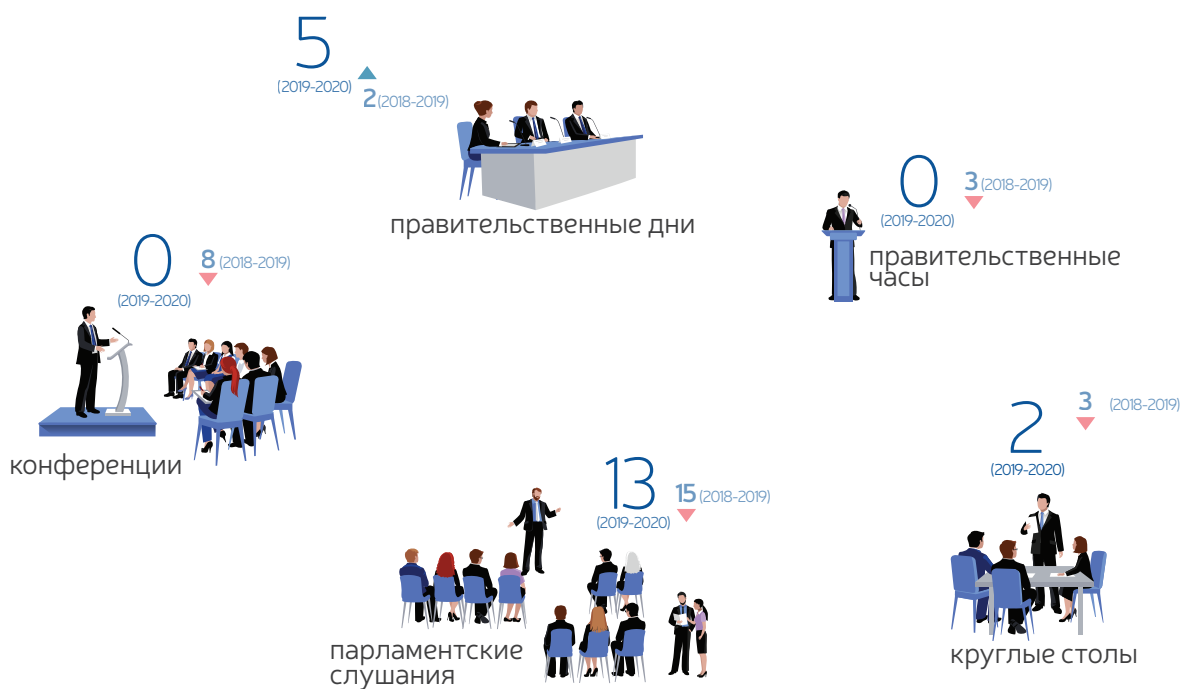 5
(2019-2020)
2 (2018-2019)
правительственные дни
0
(2019-2020)
3 (2018-2019)
правительственные
часы
0
(2019-2020)
8 (2018-2019)
конференции
13
(2019-2020)
15 (2018-2019)
парламентские
слушания
2
(2019-2020)
3 (2018-2019)
круглые столы